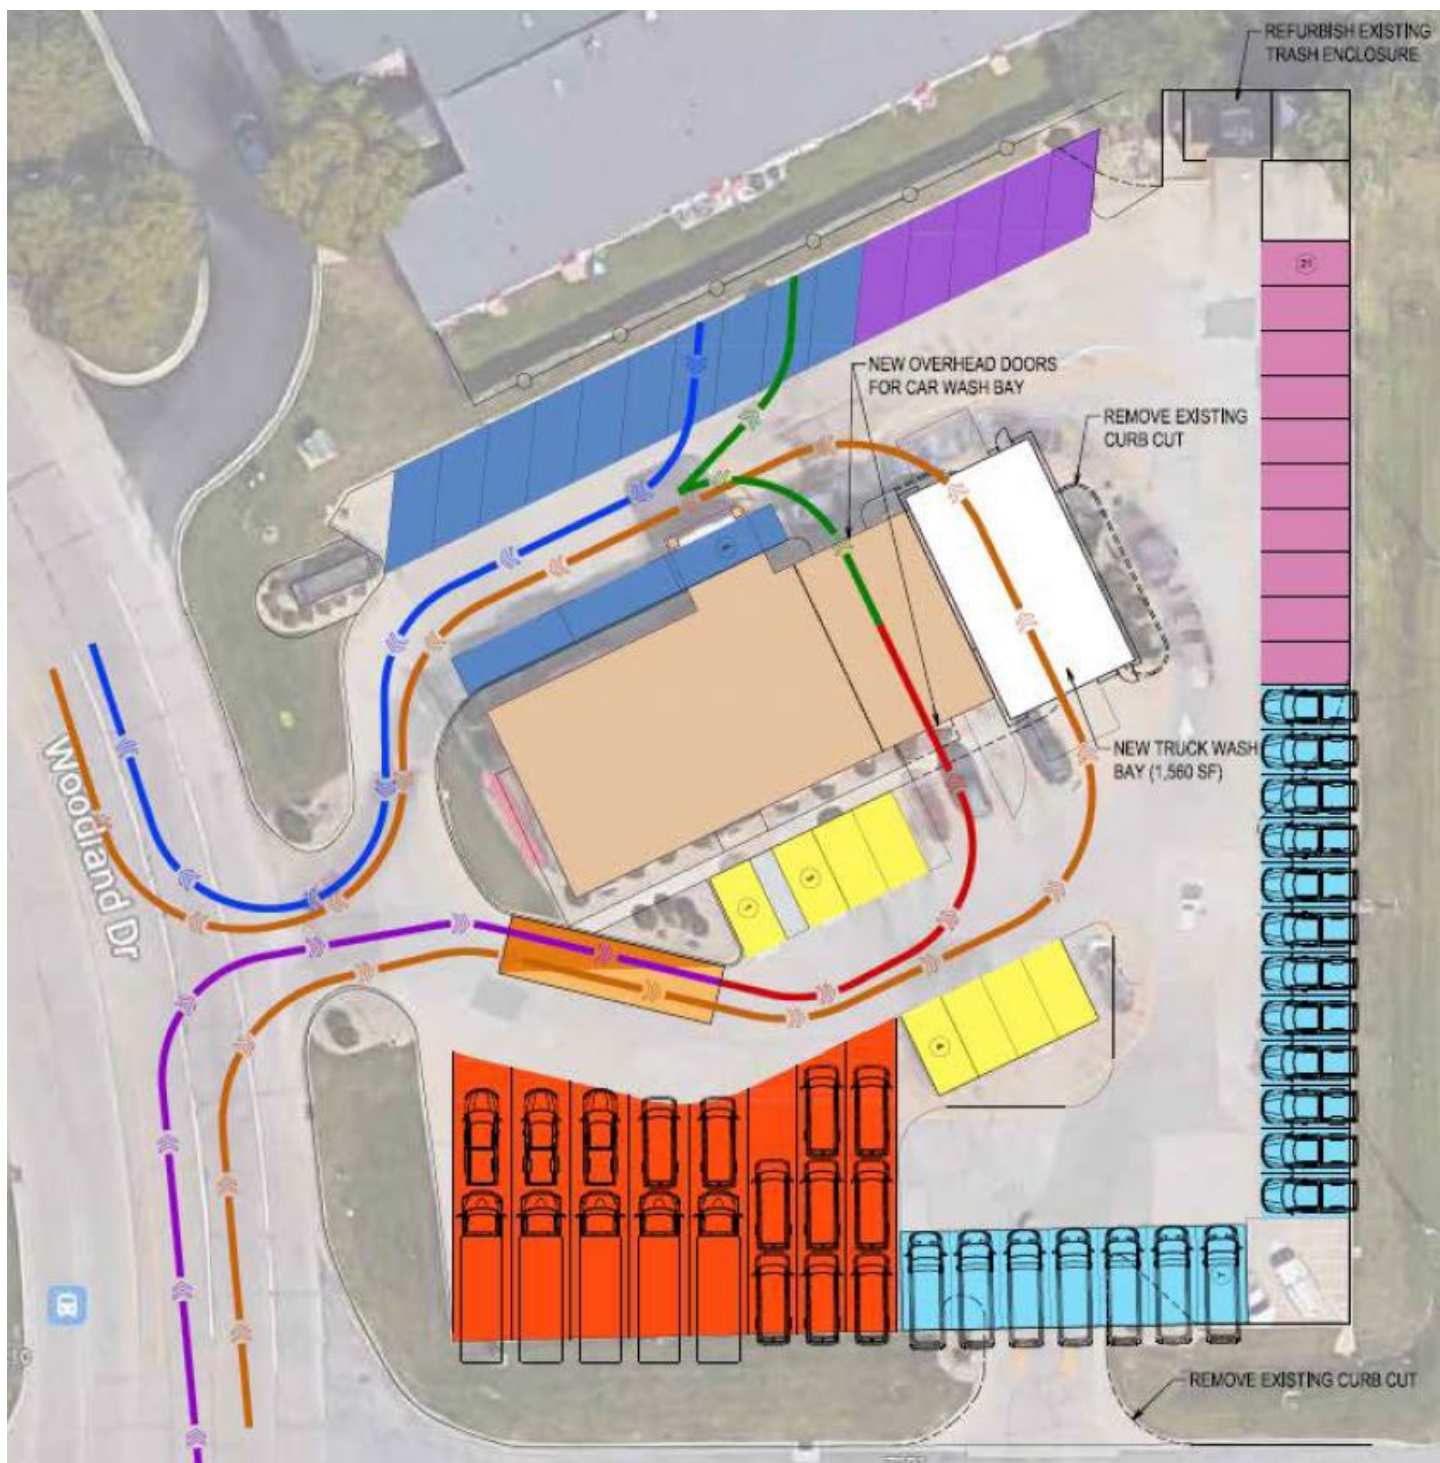 REFURBISH EXISTING
TRASH ENCLOSURE
21
NEW OVERHEAD DOORS
FOR CAR WASH BAY
REMOVE EXISTING
CURB CUT
NEW TRUCK WASH
BAY (1,560 SF)
Woodland Dr
REMOVE EXISTING CURB CUT